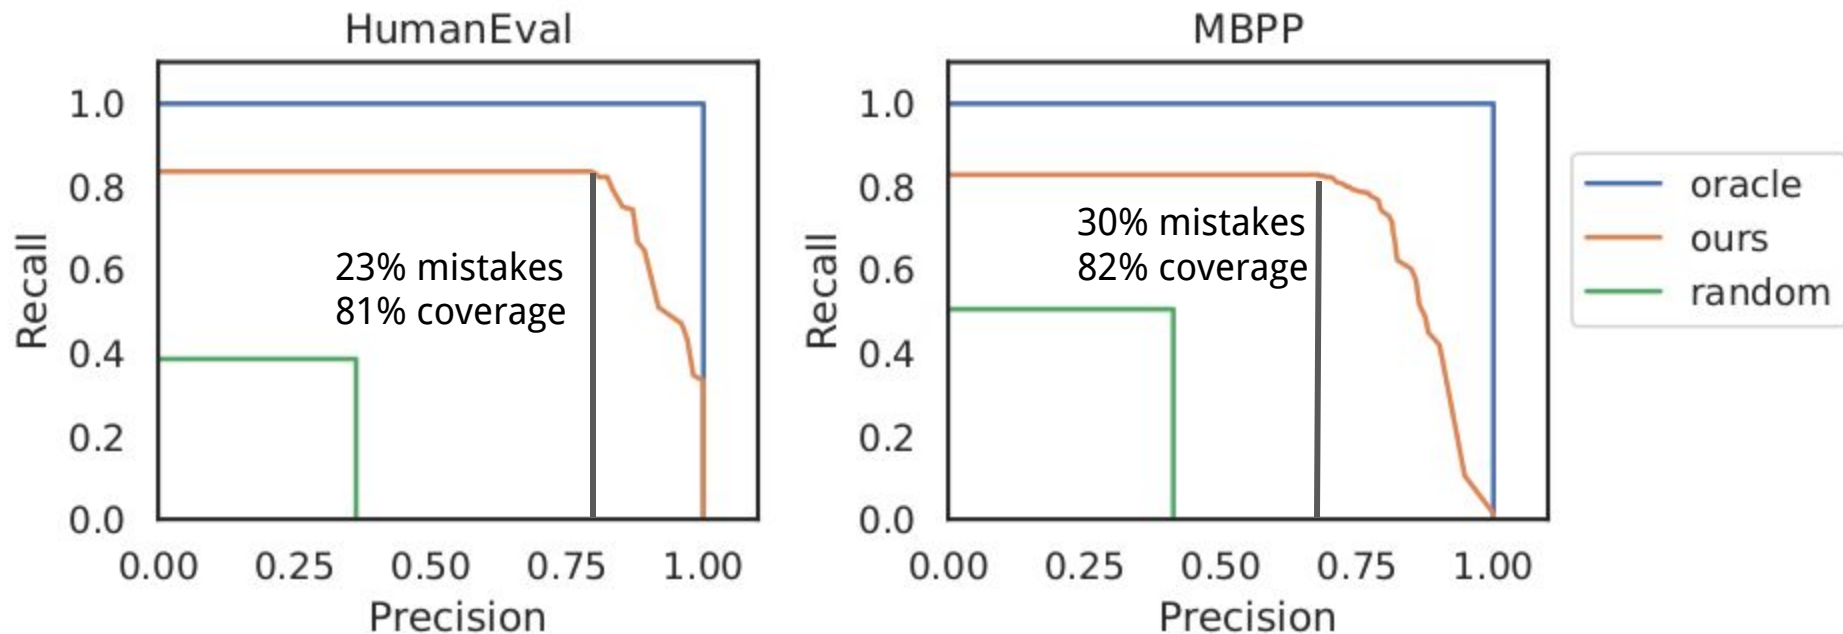 HumanEval
1.0
0.8
0.6
0.4
0.2
0.0
Recall
23% mistakes
81% coverage
0.00 0.25 0.50 0.75 1.00
Precision
MBPP
1.0
0.8
0.6
0.4
0.2
0.0
Recall
30% mistakes
82% coverage
0.00 0.25 0.50 0.75 1.00
Precision
oracle
ours
random